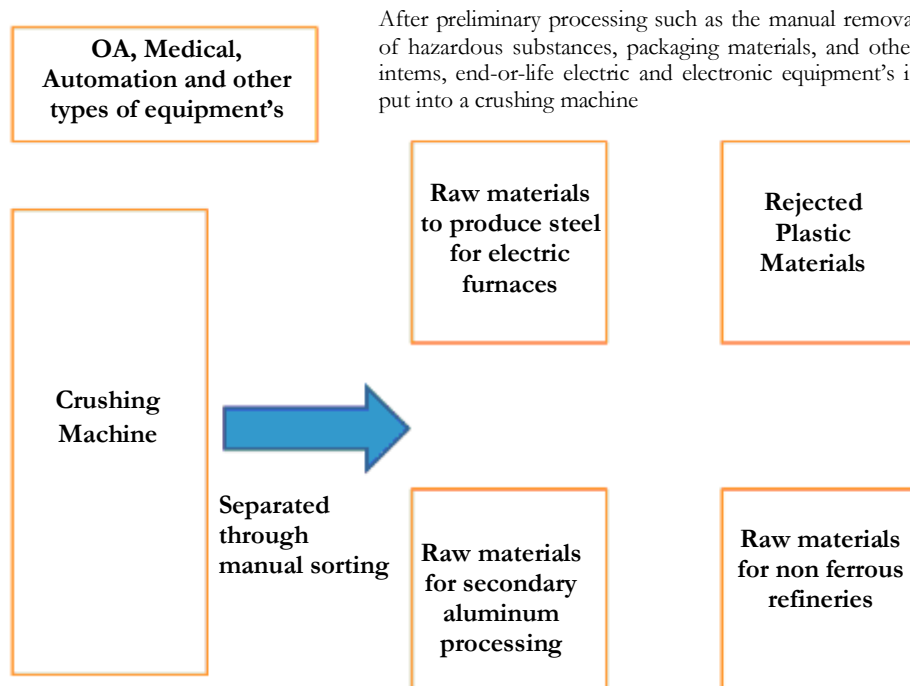 OA, Medical,
Automation and other
types of equipment's
After preliminary processing such as the manual remova
of hazardous substances, packaging materials, and othe
intems, end-or-life electric and electronic equipment's i
put into a crushing machine
Raw materials
to produce steel
for electric
furnaces
Rejected
Plastic
Materials
Crushing
Machine
Separated
through
manual sorting
Raw materials
for secondary
aluminum
processing
Raw materials
for non ferrous
refineries